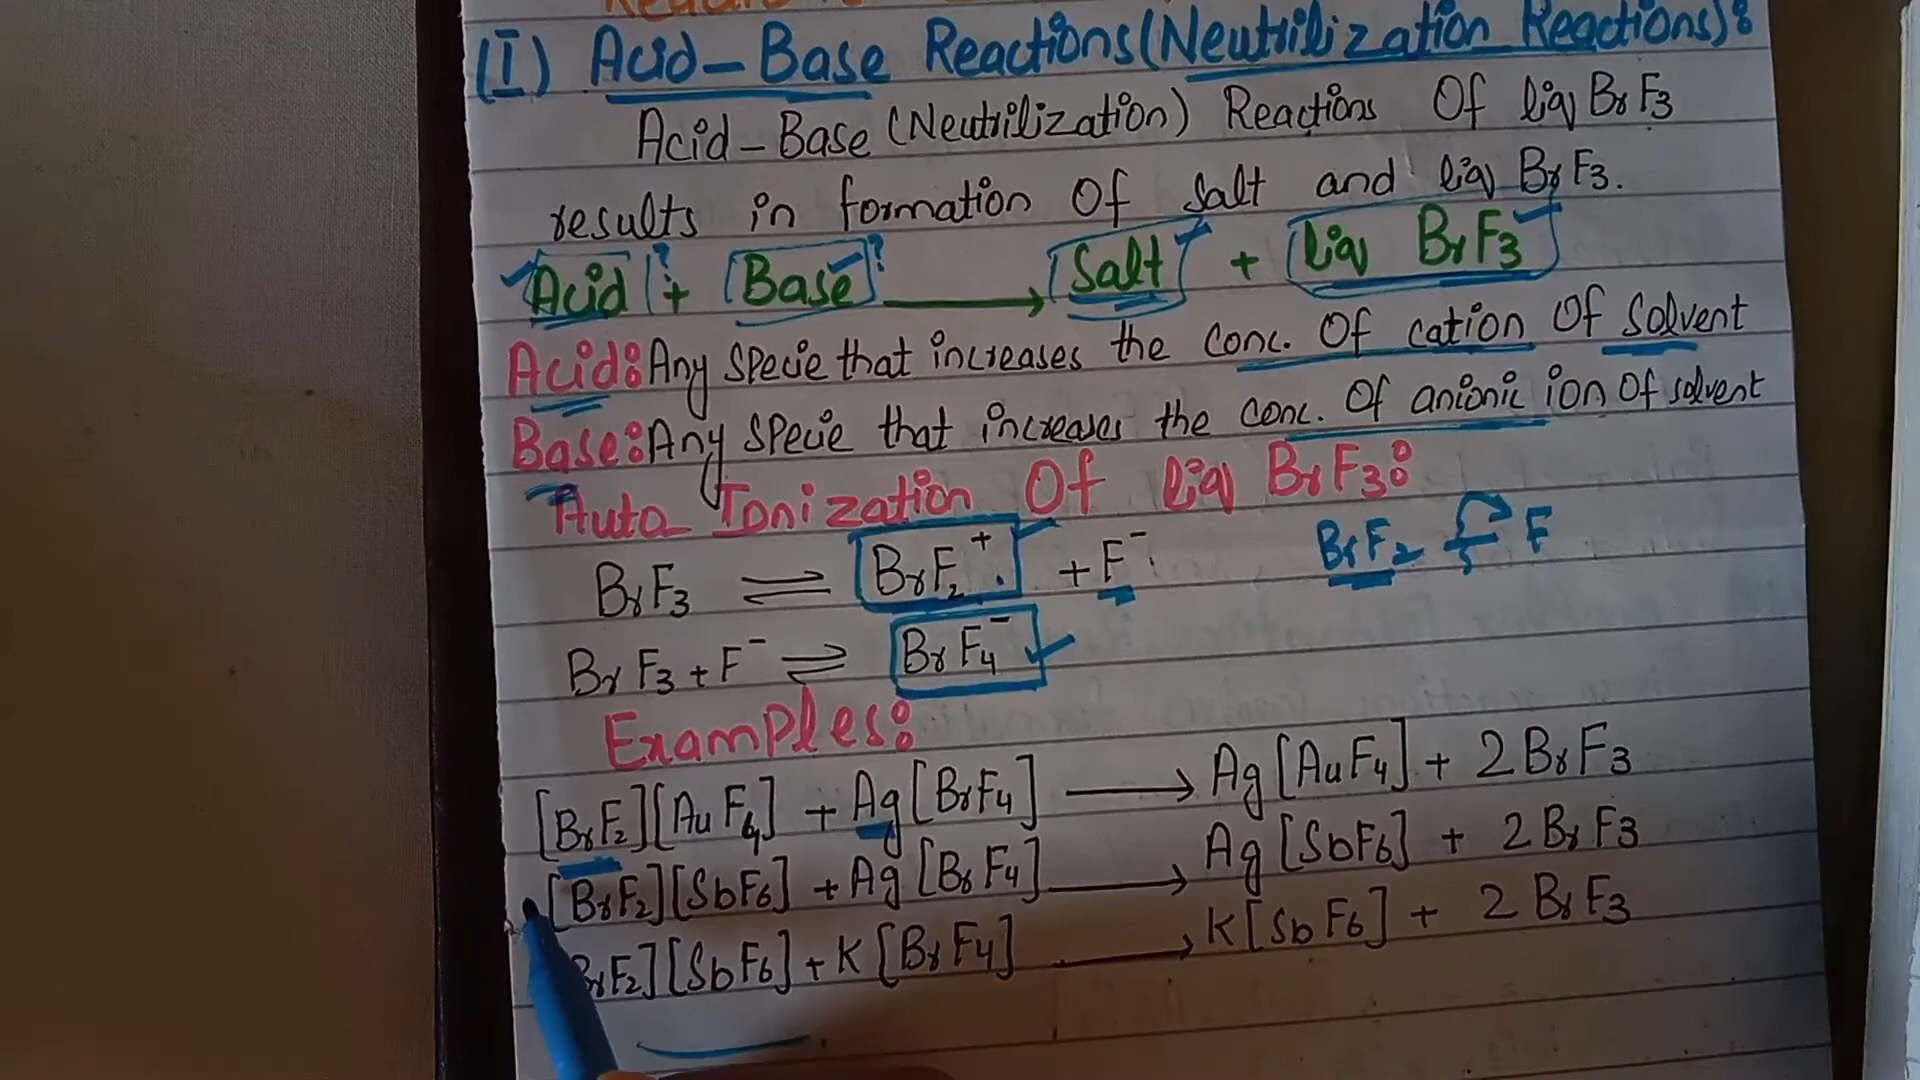 (I) Acid-Base Reactions (Neutrilization Reactions):
Acid-Base (Neutrilization) Reactions Of liq BrF₃
results in formation Of Salt and liq BrF₃.
Acid ? + Base ? ⟶ Salt + liq BrF₃
Acid: Any specie that increases the conc. Of cation Of Solvent
Base: Any specie that increases the conc. Of anionic ion Of solvent
Auto Ionization Of liq BrF₃:
BrF₃ ⇌ BrF₂⁺ + F⁻
BrF₂ F
BrF₃ + F⁻ ⇌ BrF₄⁻
Examples:
[BrF₂][AuF₄] + Ag[BrF₄] ⟶ Ag[AuF₄] + 2BrF₃
[BrF₂][SbF₆] + Ag[BrF₄] ⟶ Ag[SbF₆] + 2BrF₃
BrF₂][SbF₆] + K[BrF₄] ⟶ K[SbF₆] + 2BrF₃